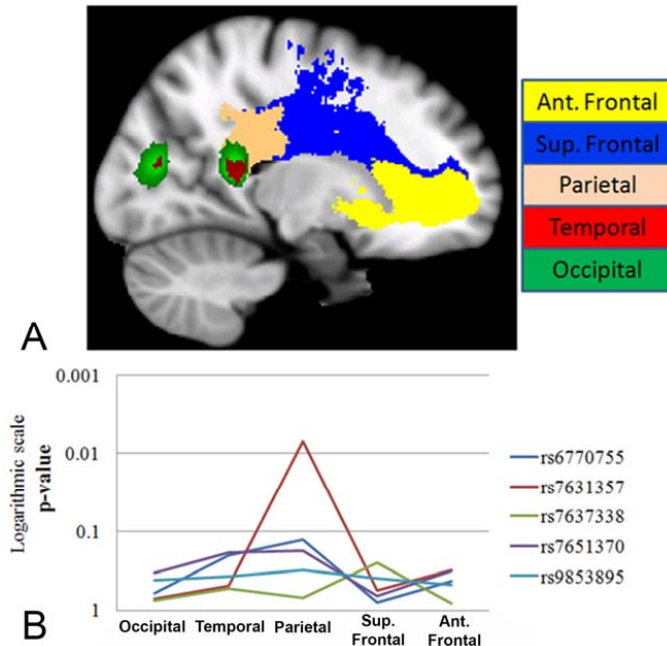 Ant. Frontal
Sup. Frontal
Parietal
Temporal
Occipital
A
Logarithmic scale
p-value
0.001
0.01
0.1
1
rs6770755
rs7631357
rs7637338
rs7651370
rs9853895
Occipital Temporal Parietal Sup. Ant.
Frontal Frontal
B